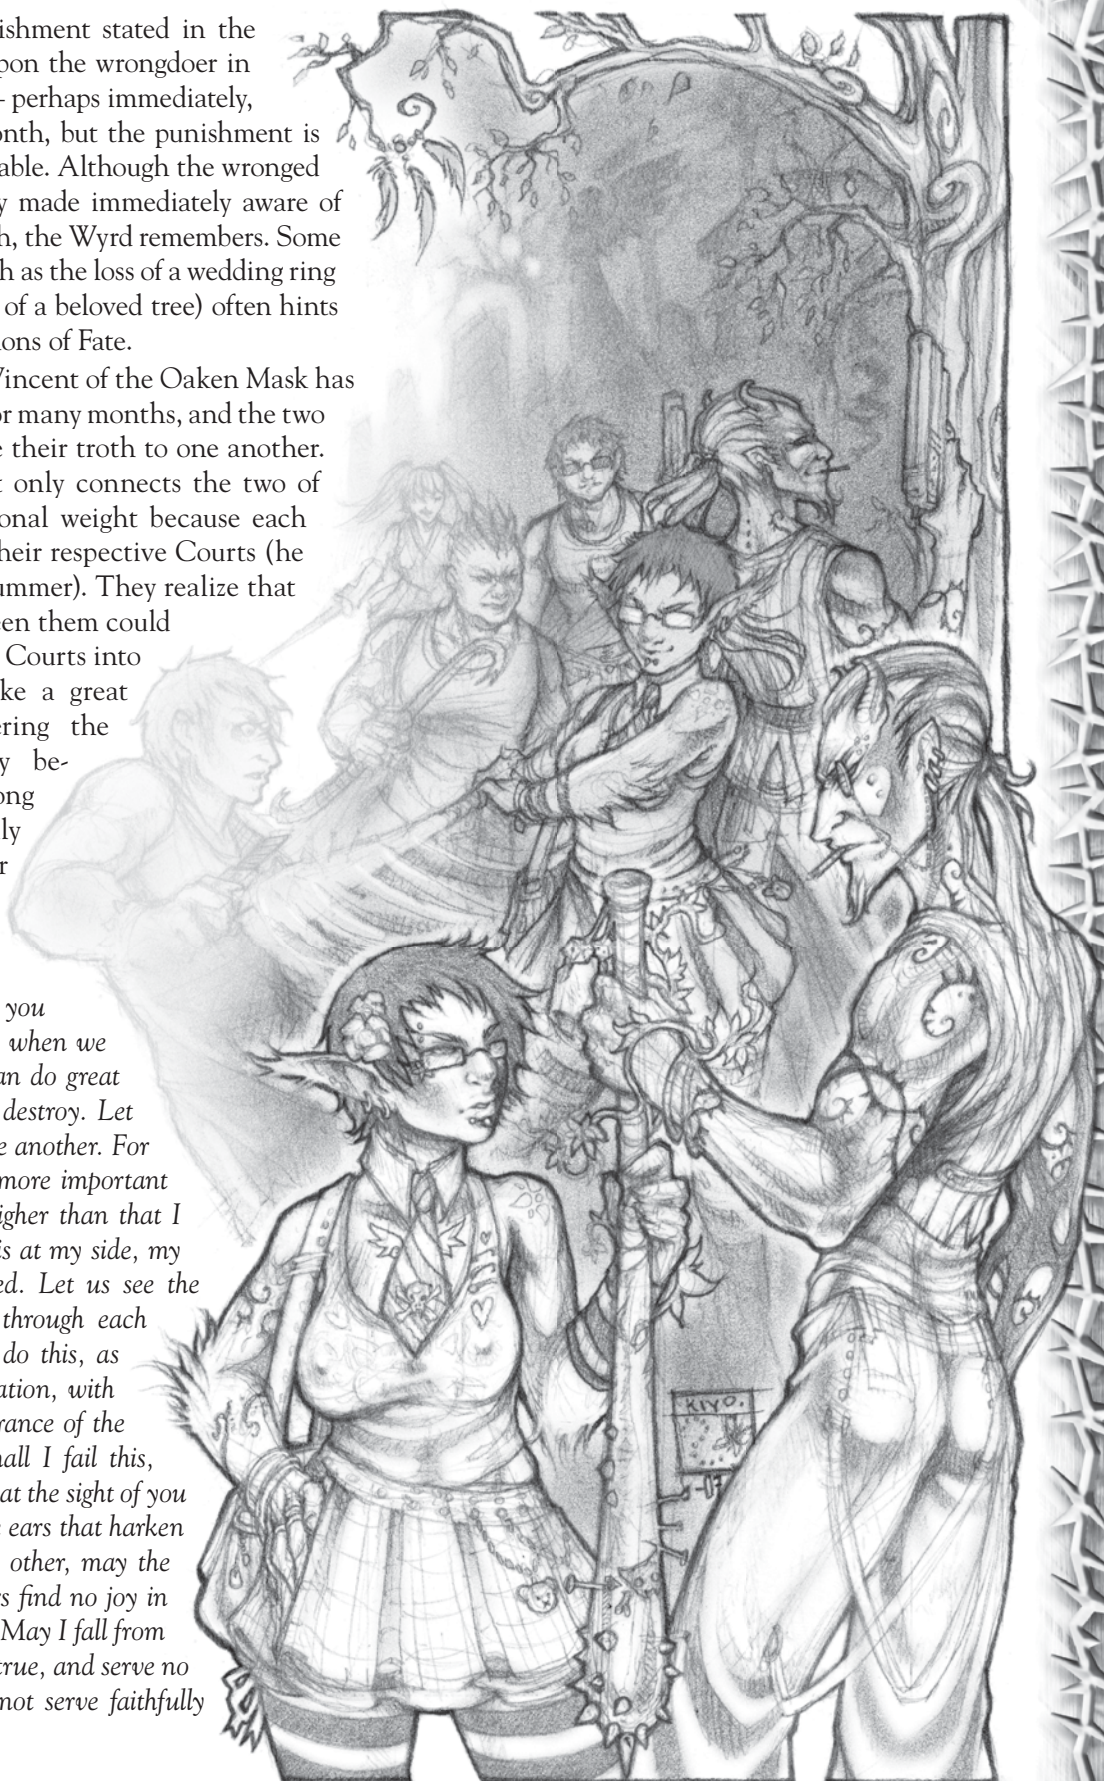 ishment stated in the
pon the wrongdoer in
– perhaps immediately,
onth, but the punishment is
able. Although the wronged
y made immediately aware of
h, the Wyrd remembers. Some
h as the loss of a wedding ring
of a beloved tree) often hints
ions of Fate.
Vincent of the Oaken Mask has
or many months, and the two
e their troth to one another.
t only connects the two of
onal weight because each
heir respective Courts (he
ummer). They realize that
een them could
Courts into
ke a great
ering the
y be-
ong
ly
r
you
when we
an do great
destroy. Let
e another. For
more important
igher than that I
is at my side, my
ed. Let us see the
through each
do this, as
ation, with
rance of the
hall I fail this,
at the sight of you
e ears that harken
other, may the
rs find no joy in
May I fall from
true, and serve no
not serve faithfully
KIYO.
-07